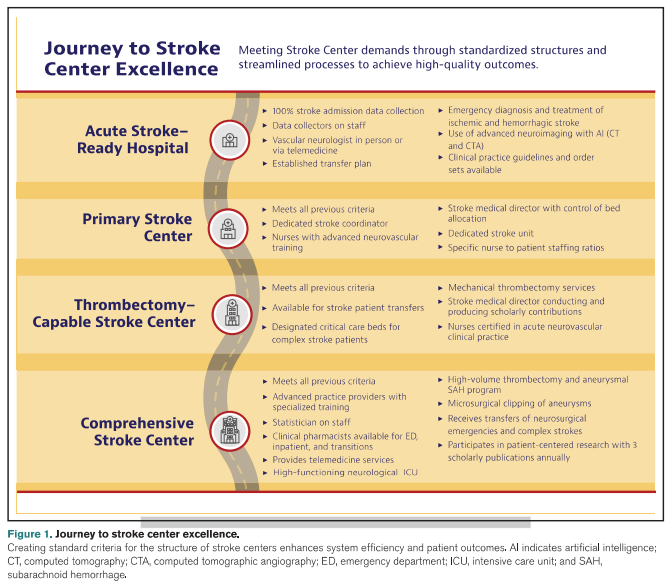 Journey to Stroke
Center Excellence
Meeting Stroke Center demands through standardized structures and
streamlined processes to achieve high-quality outcomes.
Acute Stroke–
Ready Hospital
► 100% stroke admission data collection
► Data collectors on staff
► Vascular neurologist in person or
via telemedicine
► Established transfer plan
► Emergency diagnosis and treatment of
ischemic and hemorrhagic stroke
► Use of advanced neuroimaging with AI (CT
and CTA)
► Clinical practice guidelines and order
sets available
Primary Stroke
Center
► Meets all previous criteria
► Dedicated stroke coordinator
► Nurses with advanced neurovascular
training
► Stroke medical director with control of bed
allocation
► Dedicated stroke unit
► Specific nurse to patient staffing ratios
Thrombectomy–
Capable Stroke Center
► Meets all previous criteria
► Available for stroke patient transfers
► Designated critical care beds for
complex stroke patients
► Mechanical thrombectomy services
► Stroke medical director conducting and
producing scholarly contributions
► Nurses certified in acute neurovascular
clinical practice
Comprehensive
Stroke Center
► Meets all previous criteria
► Advanced practice providers with
specialized training
► Statistician on staff
► Clinical pharmacists available for ED,
inpatient, and transitions
► Provides telemedicine services
► High-functioning neurological ICU
► High-volume thrombectomy and aneurysmal
SAH program
► Microsurgical clipping of aneurysms
► Receives transfers of neurosurgical
emergencies and complex strokes
► Participates in patient-centered research with 3
scholarly publications annually
Figure 1. Journey to stroke center excellence.
Creating standard criteria for the structure of stroke centers enhances system efficiency and patient outcomes. AI indicates artificial intelligence;
CT, computed tomography; CTA, computed tomographic angiography; ED, emergency department; ICU, intensive care unit; and SAH,
subarachnoid hemorrhage.